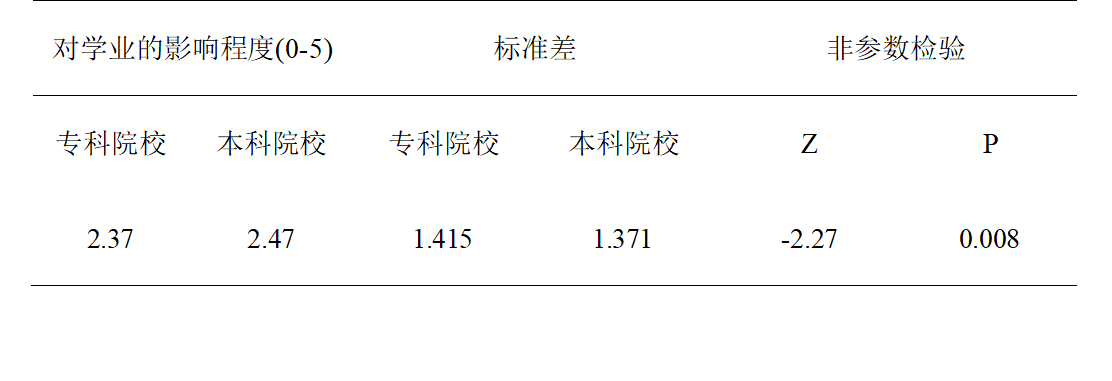 对学业的影响程度(0-5) 标准差 非参数检验
专科院校 本科院校 专科院校 本科院校 Z P
2.37 2.47 1.415 1.371 -2.27 0.008